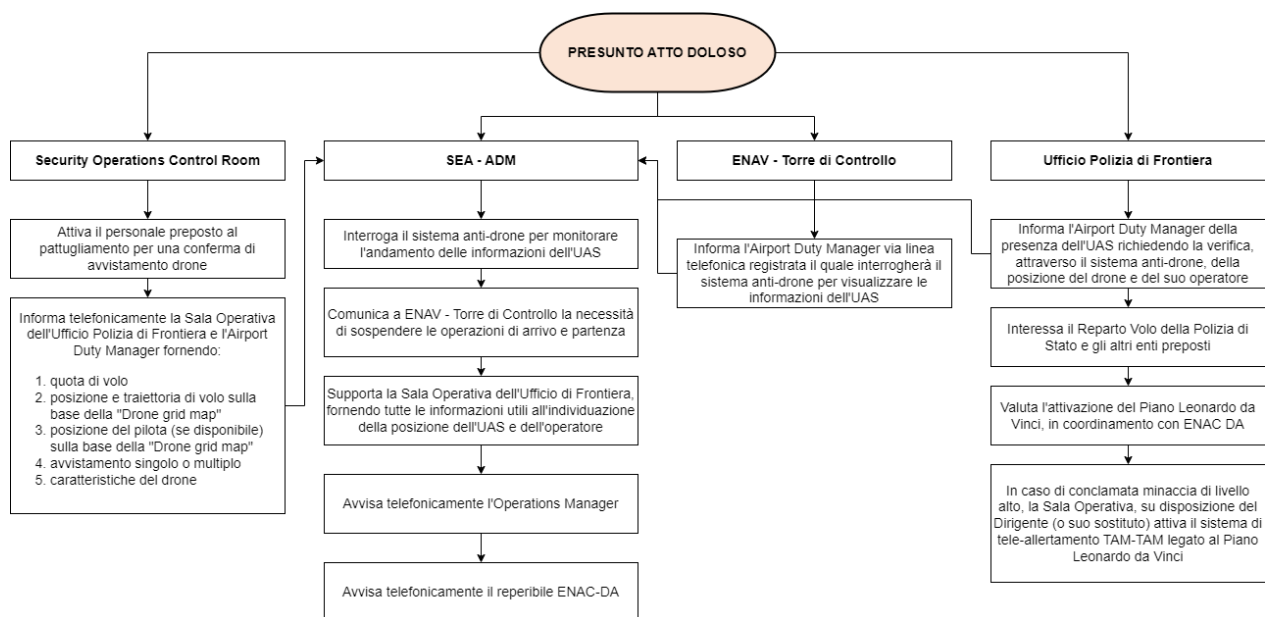 PRESUNTO ATTO DOLOSO
Security Operations Control Room
Attiva il personale preposto al
pattugliamento per una conferma di
avvistamento drone
Informa telefonicamente la Sala Operativa
dell'Ufficio Polizia di Frontiera e l'Airport
Duty Manager fornendo:
1. quota di volo
2. posizione e traiettoria di volo sulla
base della "Drone grid map"
3. posizione del pilota (se disponibile)
sulla base della "Drone grid map"
4. avvistamento singolo o multiplo
5. caratteristiche del drone
SEA - ADM
Interroga il sistema anti-drone per monitorare
l'andamento delle informazioni dell'UAS
Comunica a ENAV - Torre di Controllo la necessità
di sospendere le operazioni di arrivo e partenza
Supporta la Sala Operativa dell'Ufficio di Frontiera,
fornendo tutte le informazioni utili all'individuazione
della posizione dell'UAS e dell'operatore
Avvisa telefonicamente l'Operations Manager
Avvisa telefonicamente il reperibile ENAC-DA
ENAV - Torre di Controllo
Informa l'Airport Duty Manager via linea
telefonica registrata il quale interrogherà il
sistema anti-drone per visualizzare le
informazioni dell'UAS
Ufficio Polizia di Frontiera
Informa l'Airport Duty Manager della
presenza dell'UAS richiedendo la verifica,
attraverso il sistema anti-drone, della
posizione del drone e del suo operatore
Interessa il Reparto Volo della Polizia di
Stato e gli altri enti preposti
Valuta l'attivazione del Piano Leonardo da
Vinci, in coordinamento con ENAC DA
In caso di conclamata minaccia di livello
alto, la Sala Operativa, su disposizione del
Dirigente (o suo sostituto) attiva il sistema di
tele-allertamento TAM-TAM legato al Piano
Leonardo da Vinci